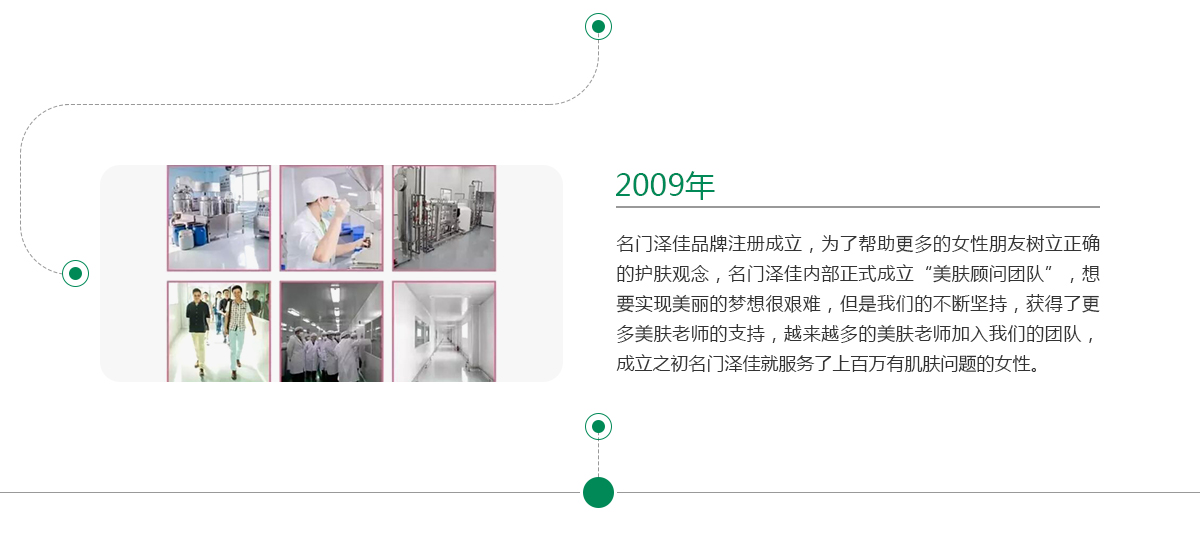 2009年
名门泽佳品牌注册成立，为了帮助更多的女性朋友树立正确
的护肤观念，名门泽佳内部正式成立“美肤顾问团队”，想
要实现美丽的梦想很艰难，但是我们的不断坚持，获得了更
多美肤老师的支持，越来越多的美肤老师加入我们的团队，
成立之初名门泽佳就服务了上百万有肌肤问题的女性。